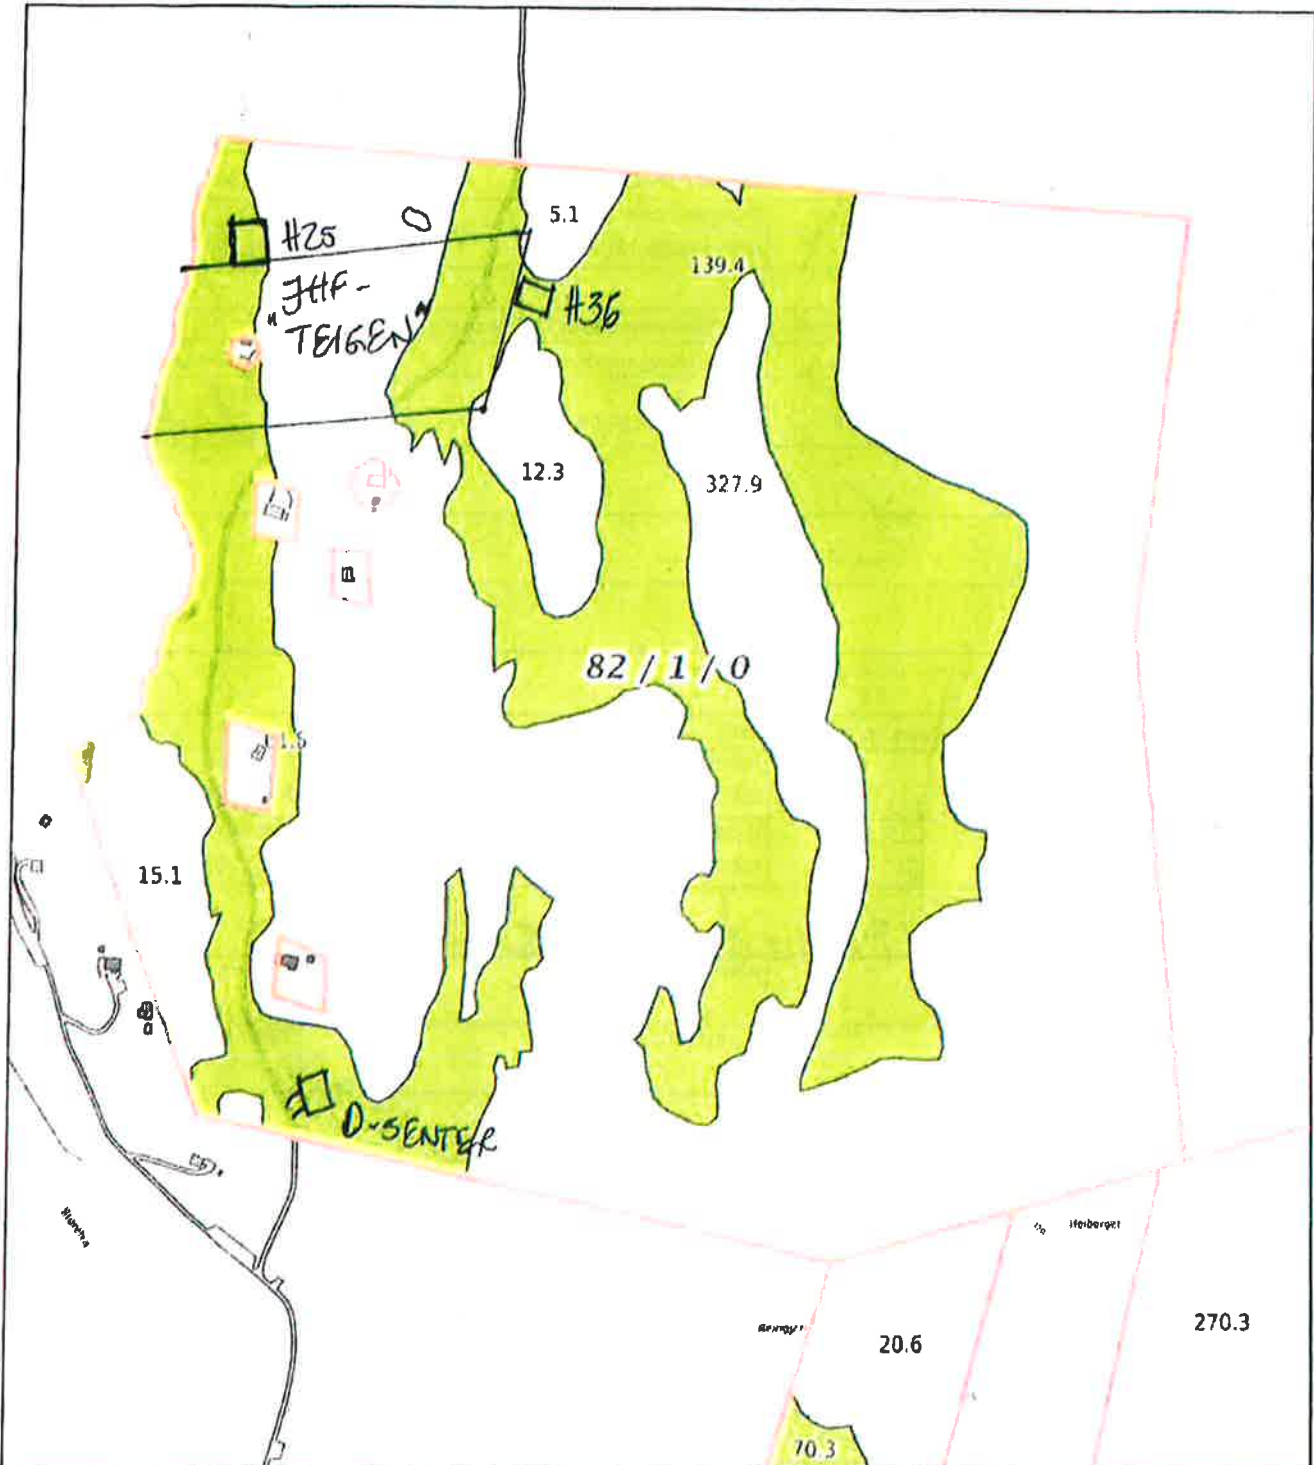 5.1
H25
139.4
JHF-
"TEIGEN"
H36
12.3
327.9
82 / 1 / 0
15.1
D-SENTER
20.6
270.3
70.3